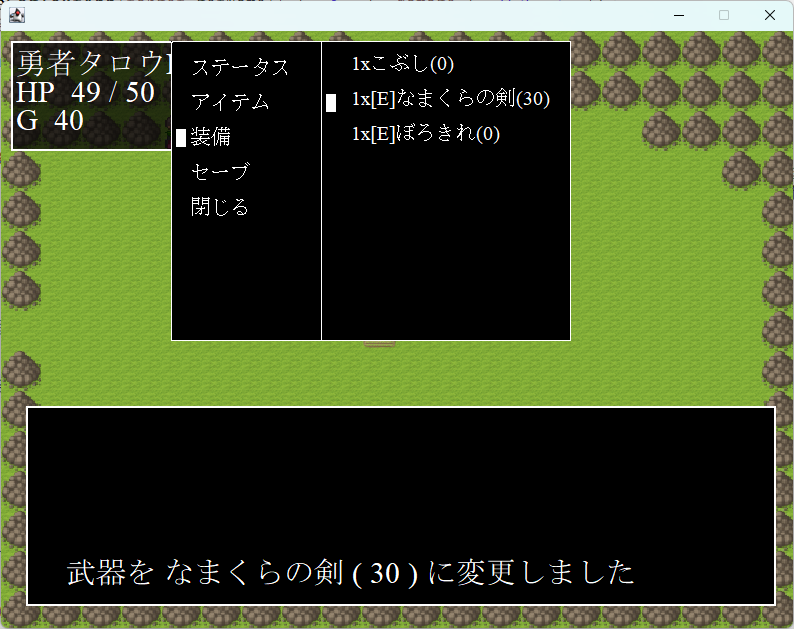 勇者タロウ
HP 49 / 50
G 40
ステータス
アイテム
装備
セーブ
閉じる
1xこぶし(0)
1x[E]なまくらの剣(30)
1x[E]ぼろきれ(0)
武器を なまくらの剣 ( 30 ) に変更しました